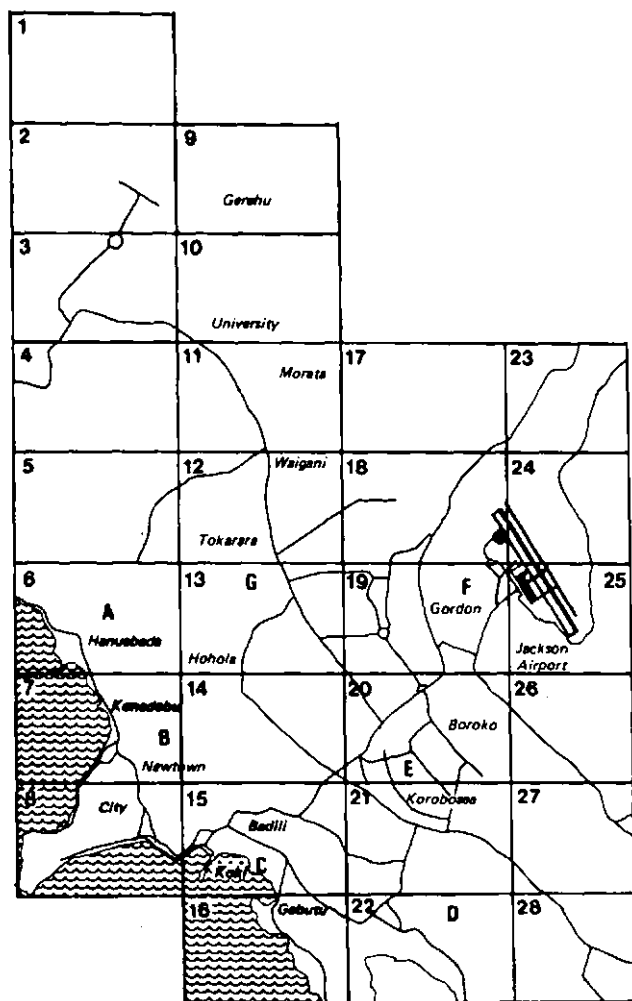 1
2
9
Gerehu
3
10
University
4
11
17
23
Morata
5
12
Waigani
18
24
Tokarara
6
13
G
19
F
25
A
Gordon
Hanuabada
Hohola
Jackson
Airport
7
14
20
26
Konedobu
B
Boroko
Newtown
E
8
15
21
27
City
Badili
Korobosea
Koki
C
16
Gabutu
22
D
28